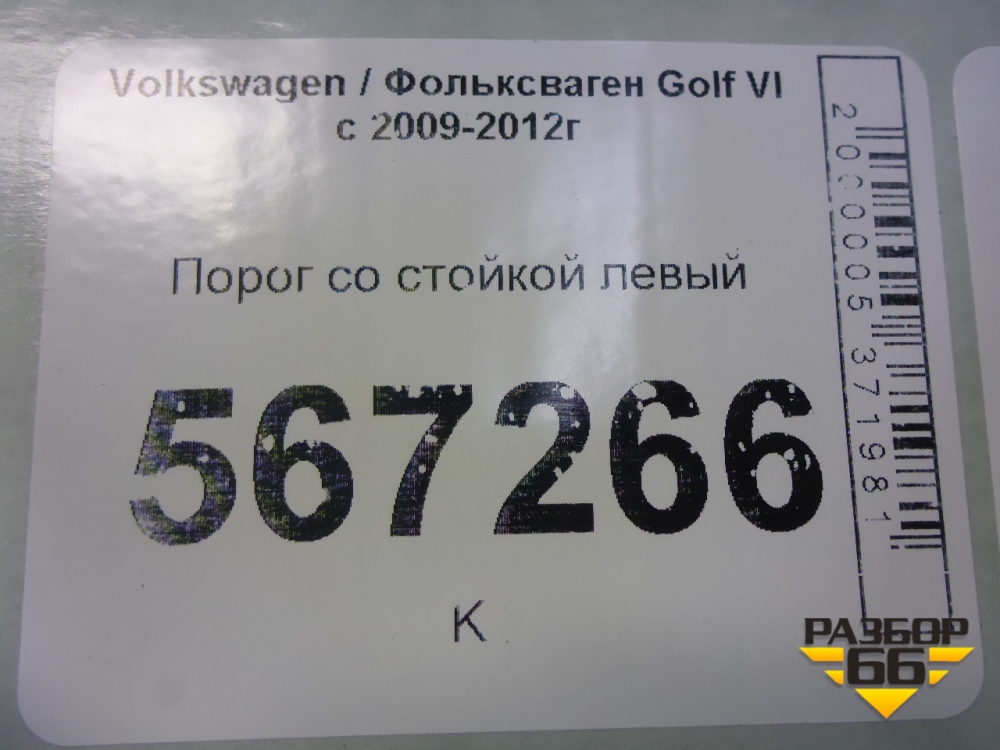 Volkswagen / Фольксваген Golf VI
с 2009-2012г
Порог со стойкой левый
567266
К
2000005371981
РАЗБОР
66